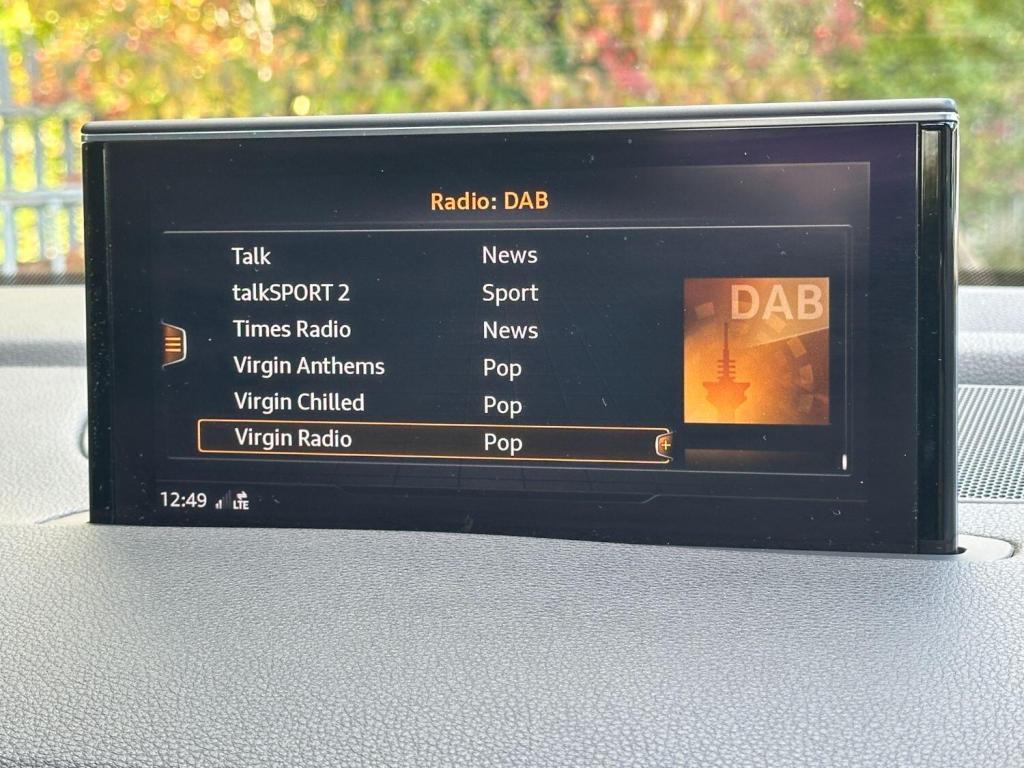 Radio: DAB
Talk News
talkSPORT 2 Sport
Times Radio News
Virgin Anthems Pop
Virgin Chilled Pop
Virgin Radio Pop
DAB
12:49 LTE